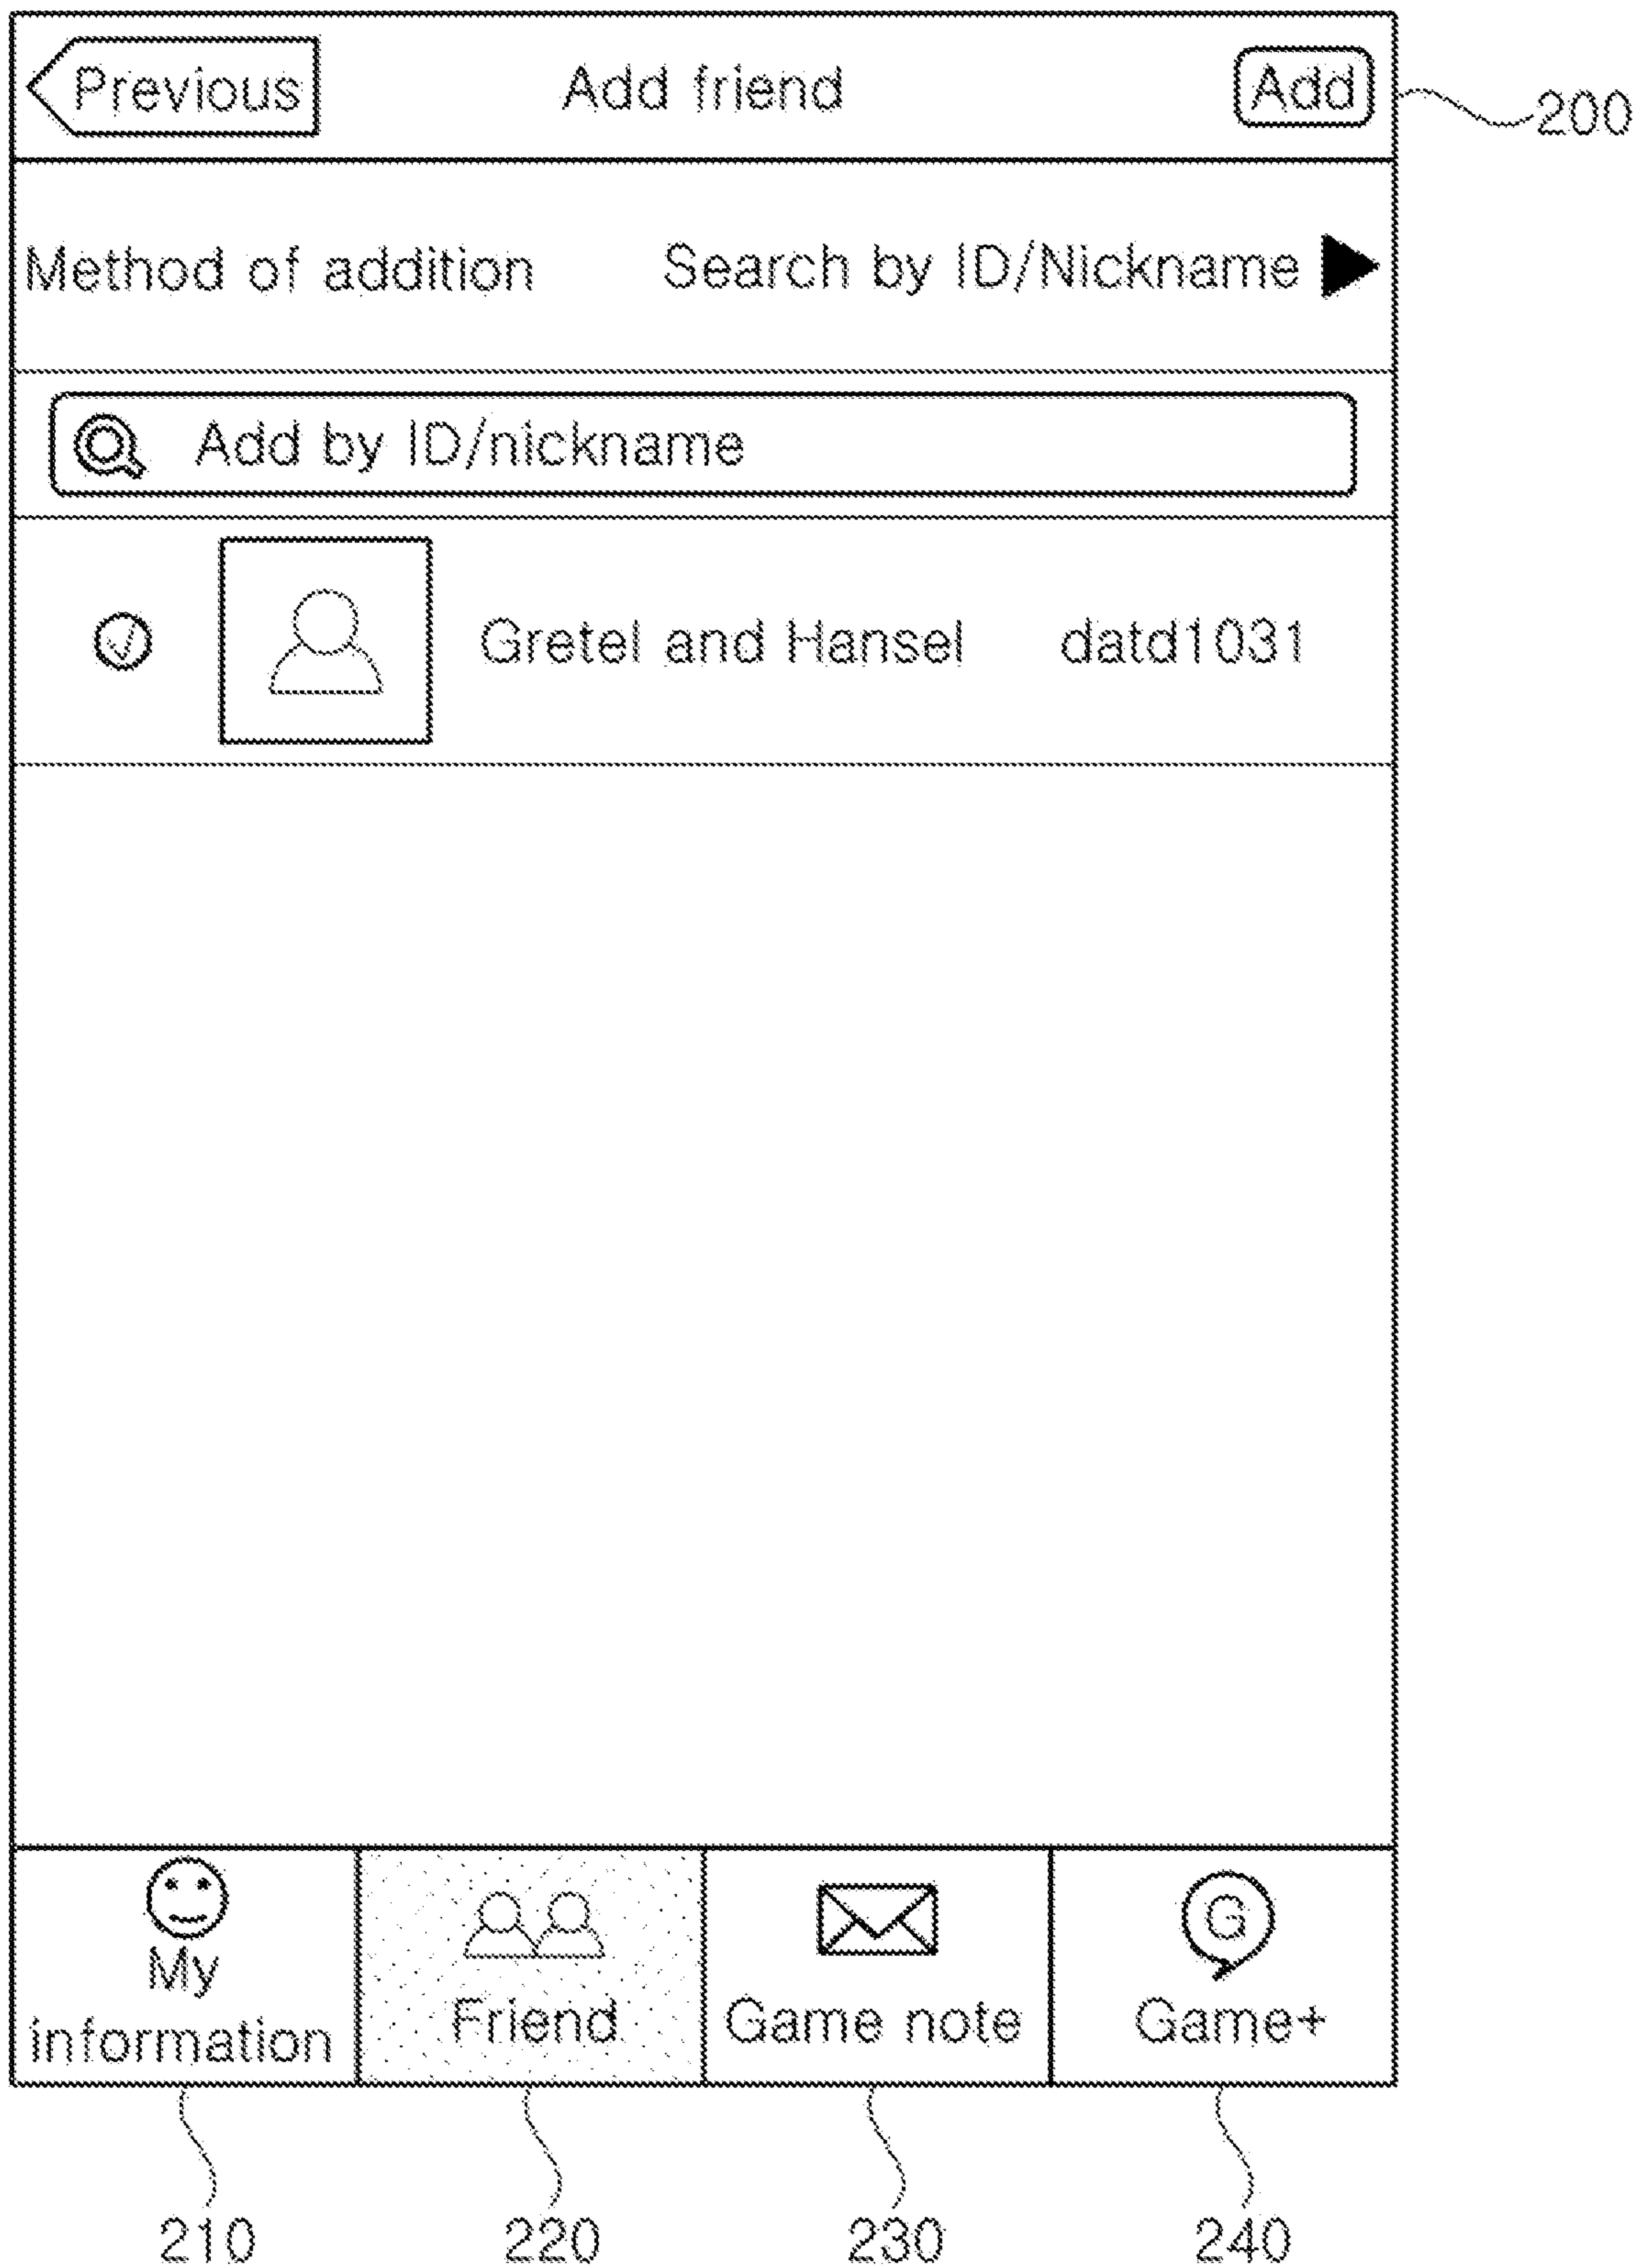 Previous Add friend Add 200
Method of addition Search by ID/Nickname
Add by ID/nickname
Gretel and Hansel datd1031
My
information
Friend
Game note
G
Game+
210 220 230 240